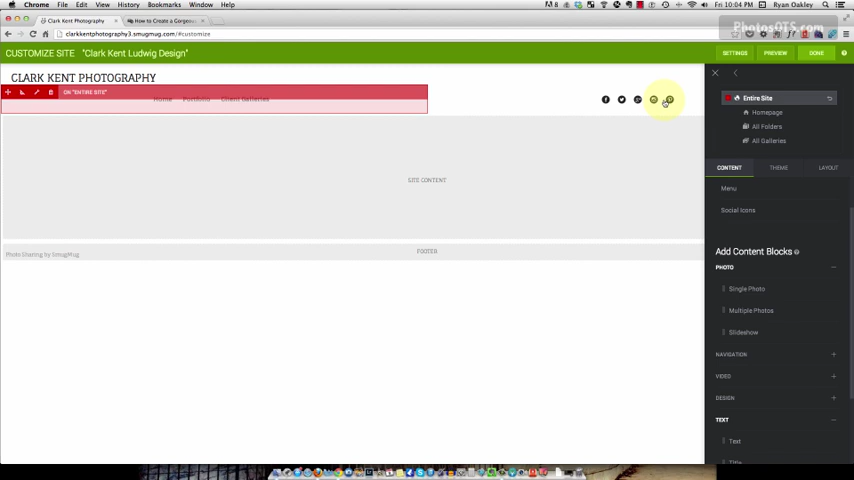 Chrome File Edit View History Bookmarks Window Help
8 Fri 10:04 PM Ryan Oakley
Clark Kent Photography
How to Create a Gorgeous
PhotosOTS.com
clarkkentphotography3.smugmug.com/#customize
CUSTOMIZE SITE "Clark Kent Ludwig Design"
SETTINGS PREVIEW DONE
CLARK KENT PHOTOGRAPHY
ON "ENTIRE SITE"
Home Portfolio Client Galleries
SITE CONTENT
FOOTER
Photo Sharing by SmugMug
Entire Site
Homepage
All Folders
All Galleries
CONTENT THEME LAYOUT
Menu
Social Icons
Add Content Blocks
PHOTO
Single Photo
Multiple Photos
Slideshow
NAVIGATION
VIDEO
DESIGN
TEXT
Text
Title